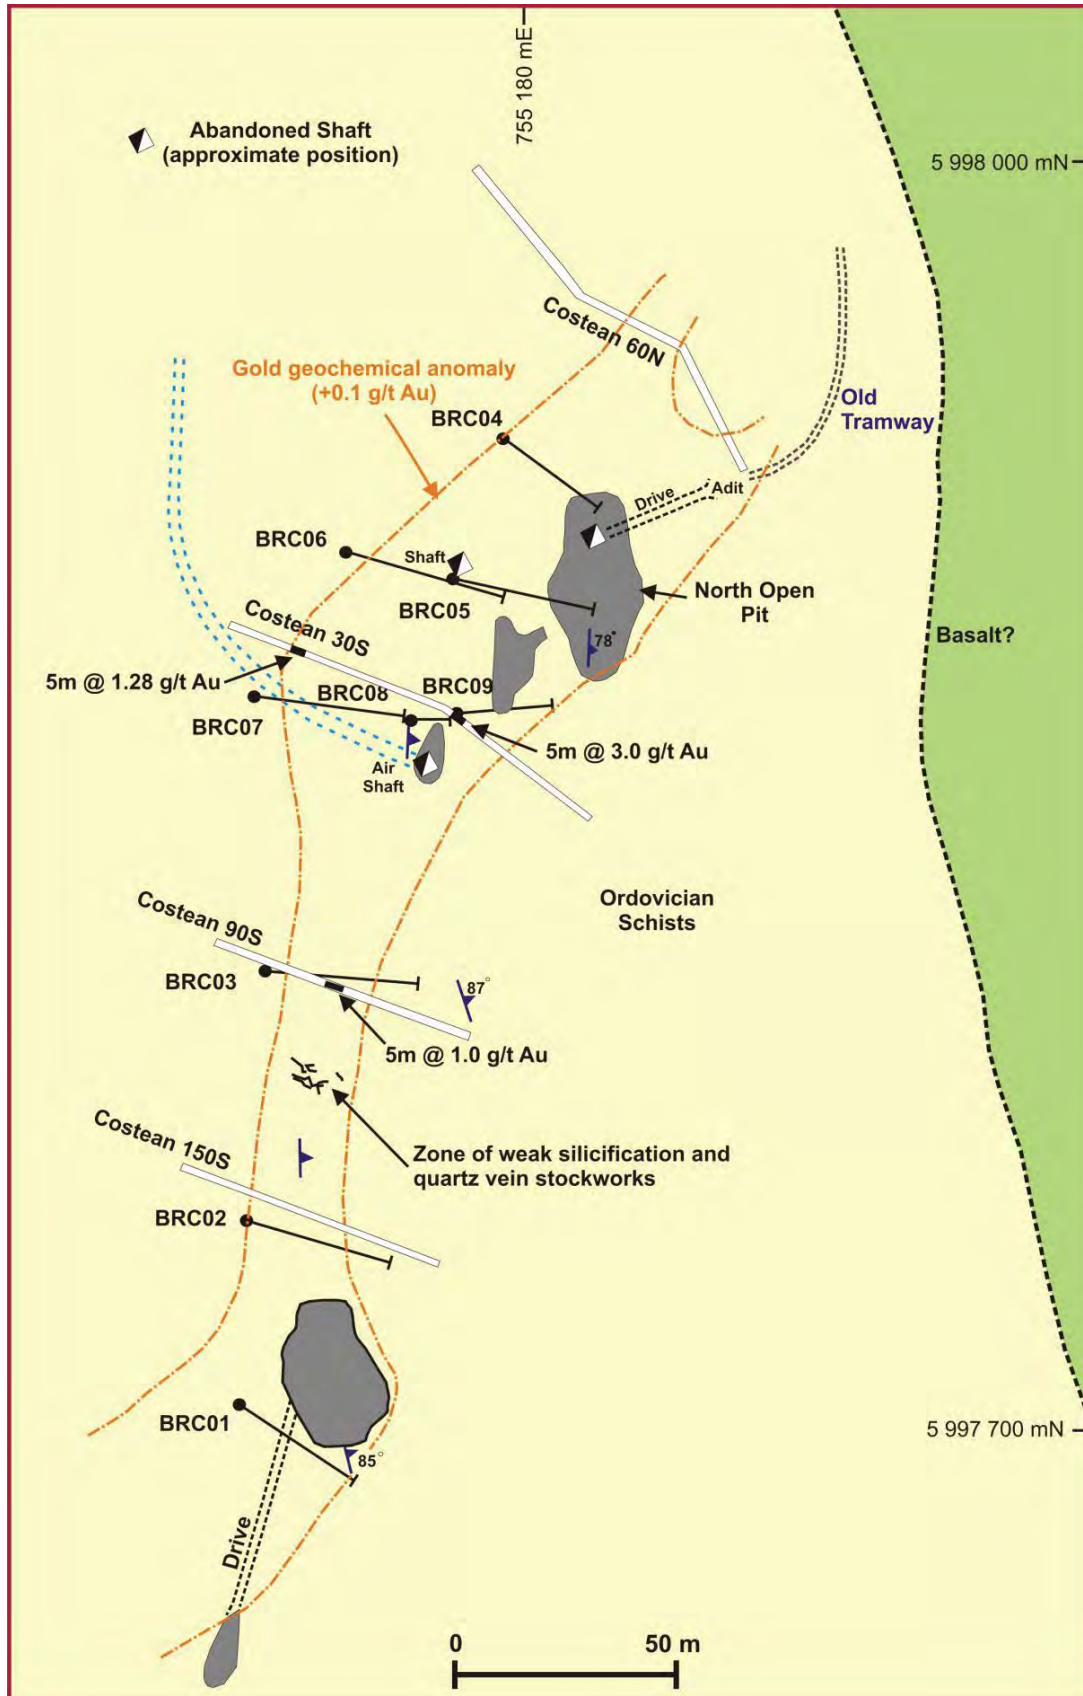 755 180 mE
Abandoned Shaft
(approximate position)
5 998 000 mN
Costean 60N
Gold geochemical anomaly
(+0.1 g/t Au)
Old
Tramway
BRC04
Drive
Adit
BRC06
Shaft
BRC05
North Open
Pit
Costean 30S
78°
Basalt?
5m @ 1.28 g/t Au
BRC08
BRC09
BRC07
5m @ 3.0 g/t Au
Air
Shaft
Ordovician
Schists
Costean 90S
BRC03
87°
5m @ 1.0 g/t Au
Costean 150S
Zone of weak silicification and
quartz vein stockworks
BRC02
BRC01
5 997 700 mN
85°
Drive
0
50 m